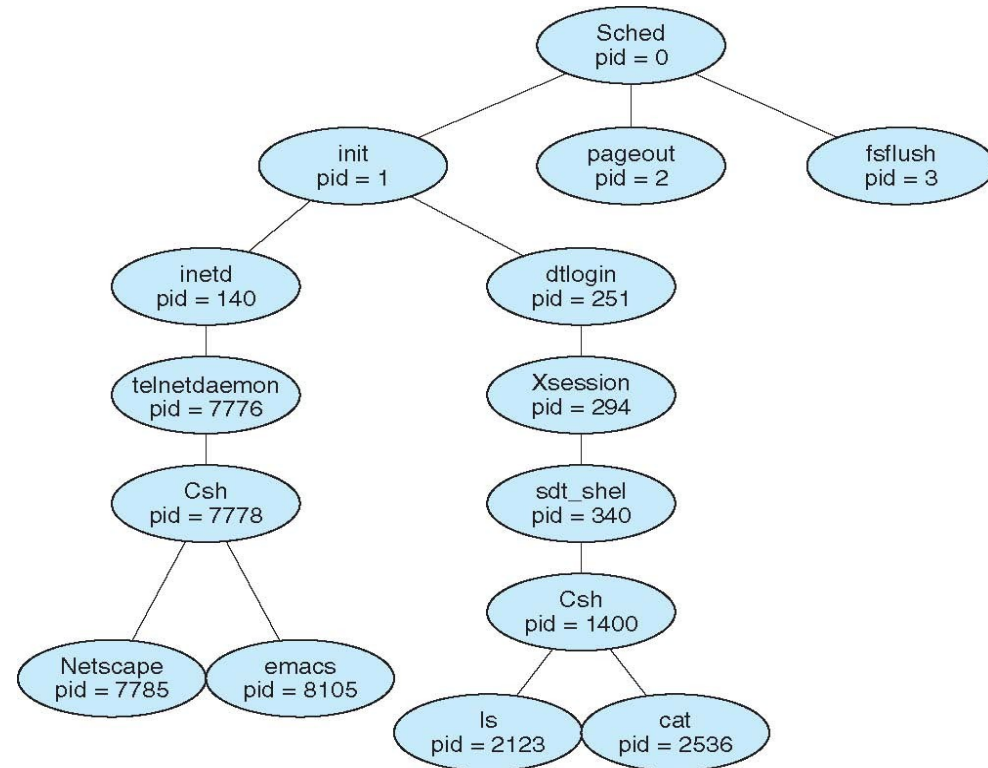 Sched
pid = 0
init
pid = 1
pageout
pid = 2
fsflush
pid = 3
inetd
pid = 140
dtlogin
pid = 251
telnetdaemon
pid = 7776
Xsession
pid = 294
Csh
pid = 7778
sdt_shel
pid = 340
Csh
pid = 1400
Netscape
pid = 7785
emacs
pid = 8105
ls
pid = 2123
cat
pid = 2536